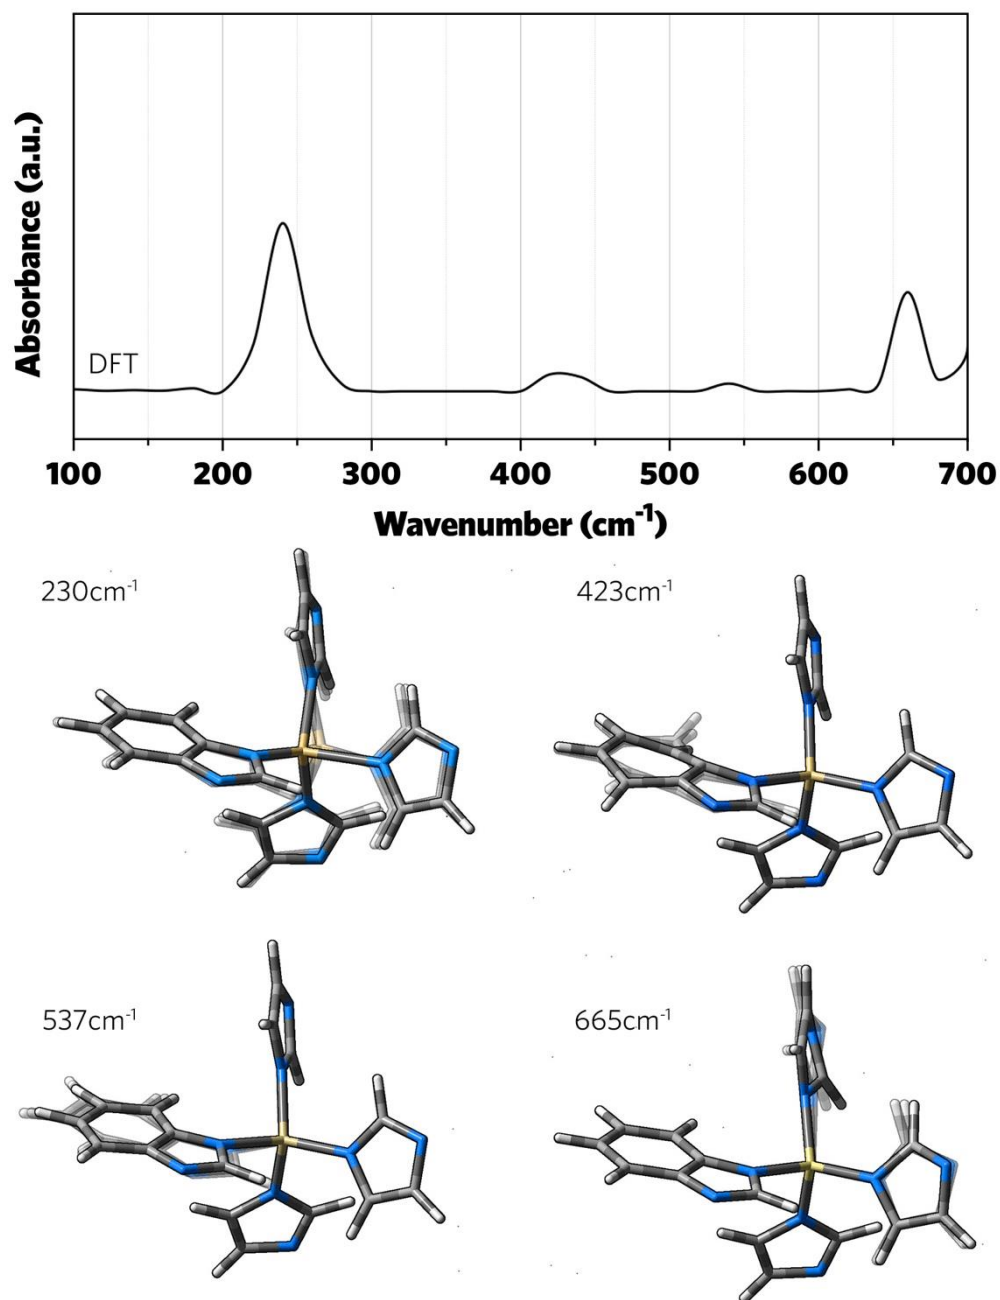 Absorbance (a.u.)
DFT
100 200 300 400 500 600 700
Wavenumber (cm-1)
230cm-1
423cm-1
537cm-1
665cm-1